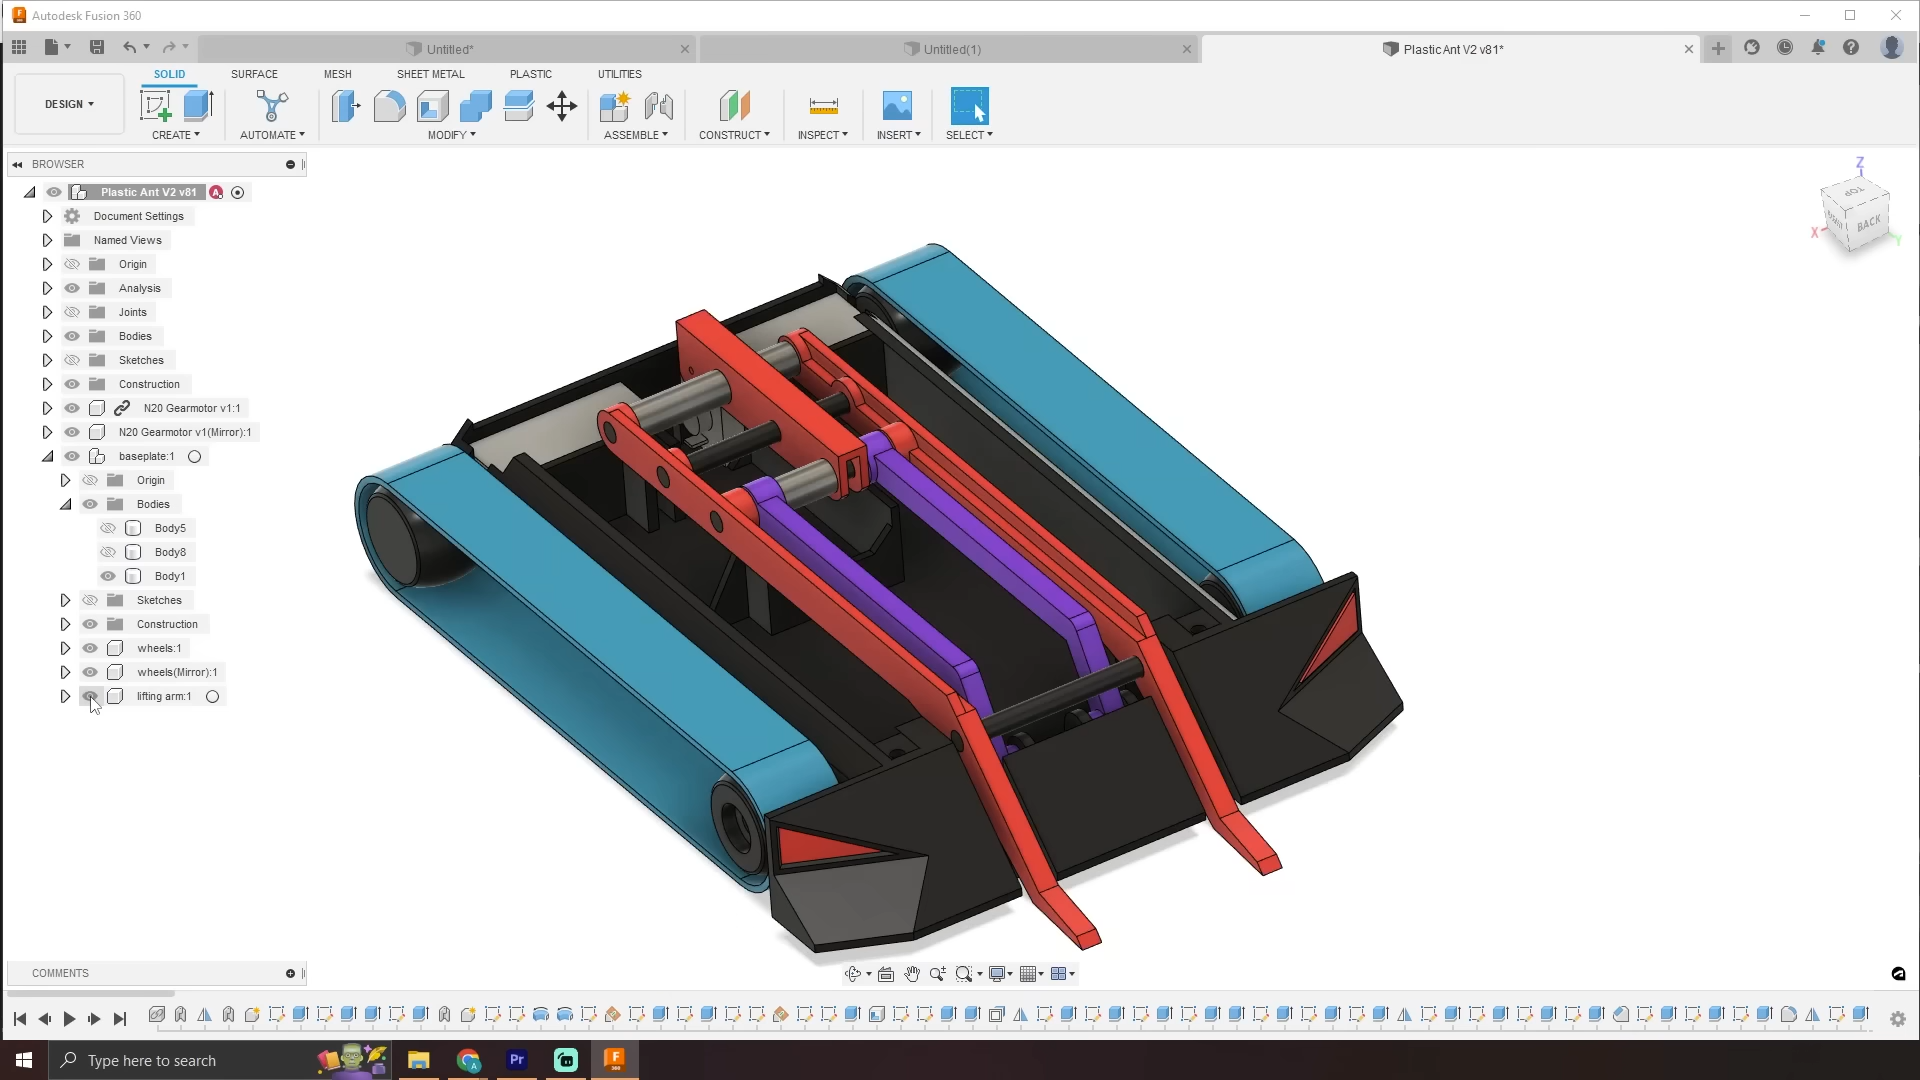 Autodesk Fusion 360
Untitled*
Untitled(1)
Plastic Ant V2 v81*
DESIGN
SOLID
SURFACE
MESH
SHEET METAL
PLASTIC
UTILITIES
CREATE
AUTOMATE
MODIFY
ASSEMBLE
CONSTRUCT
INSPECT
INSERT
SELECT
BROWSER
Plastic Ant V2 v81
Document Settings
Named Views
Origin
Analysis
Joints
Bodies
Sketches
Construction
N20 Gearmotor v1:1
N20 Gearmotor v1(Mirror):1
baseplate:1
Origin
Bodies
Body5
Body8
Body1
Sketches
Construction
wheels:1
wheels(Mirror):1
lifting arm:1
Z
TOP
BACK
X
Y
COMMENTS
Type here to search
Pr
F
360